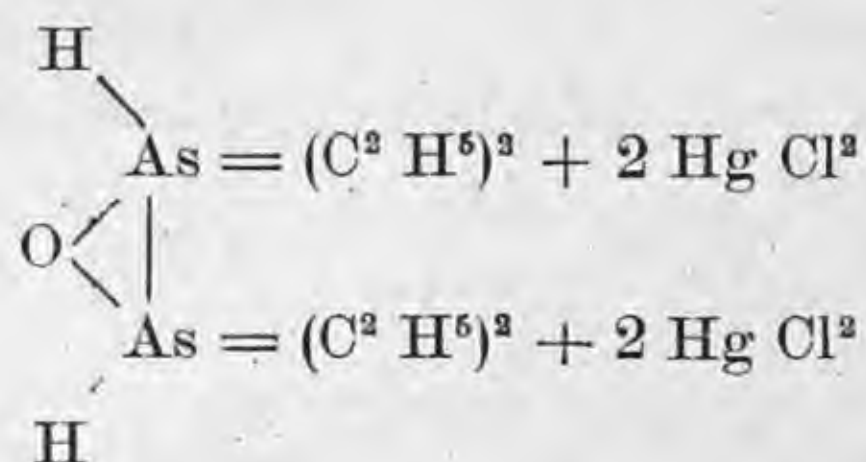 H
As = (C² H⁵)² + 2 Hg Cl²
O
As = (C² H⁵)² + 2 Hg Cl²
H